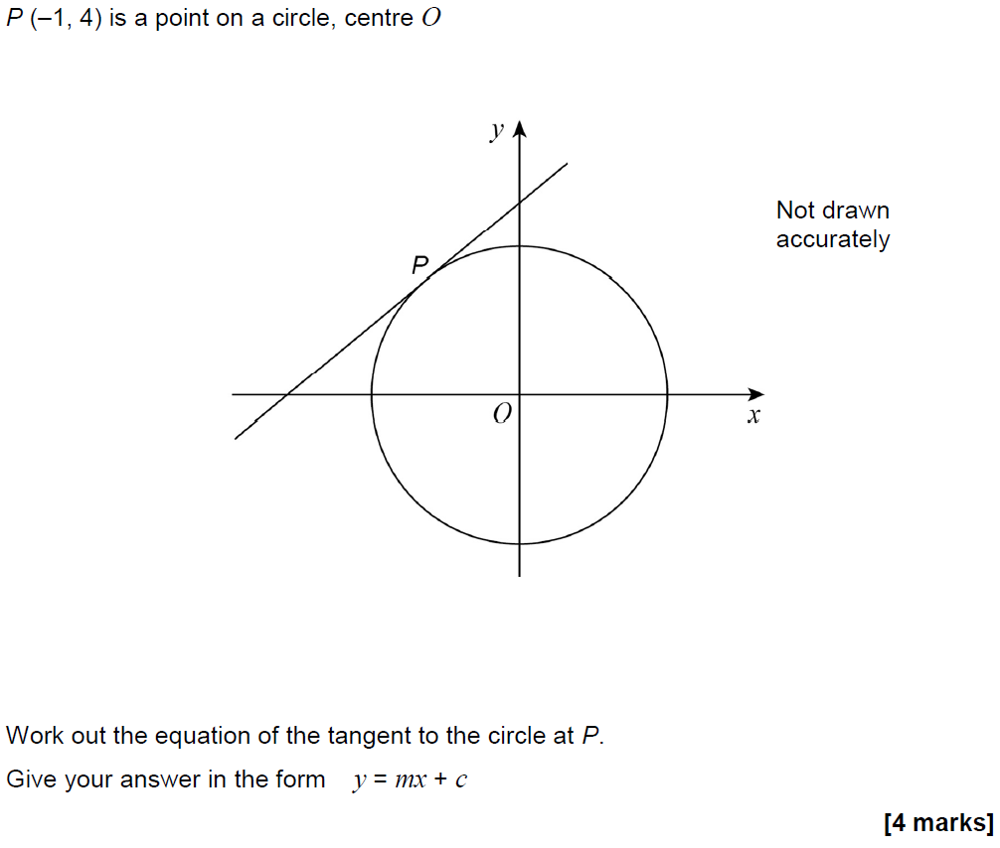 P (–1, 4) is a point on a circle, centre O
y
Not drawn
accurately
P
O
x
Work out the equation of the tangent to the circle at P.
Give your answer in the form y = mx + c
[4 marks]